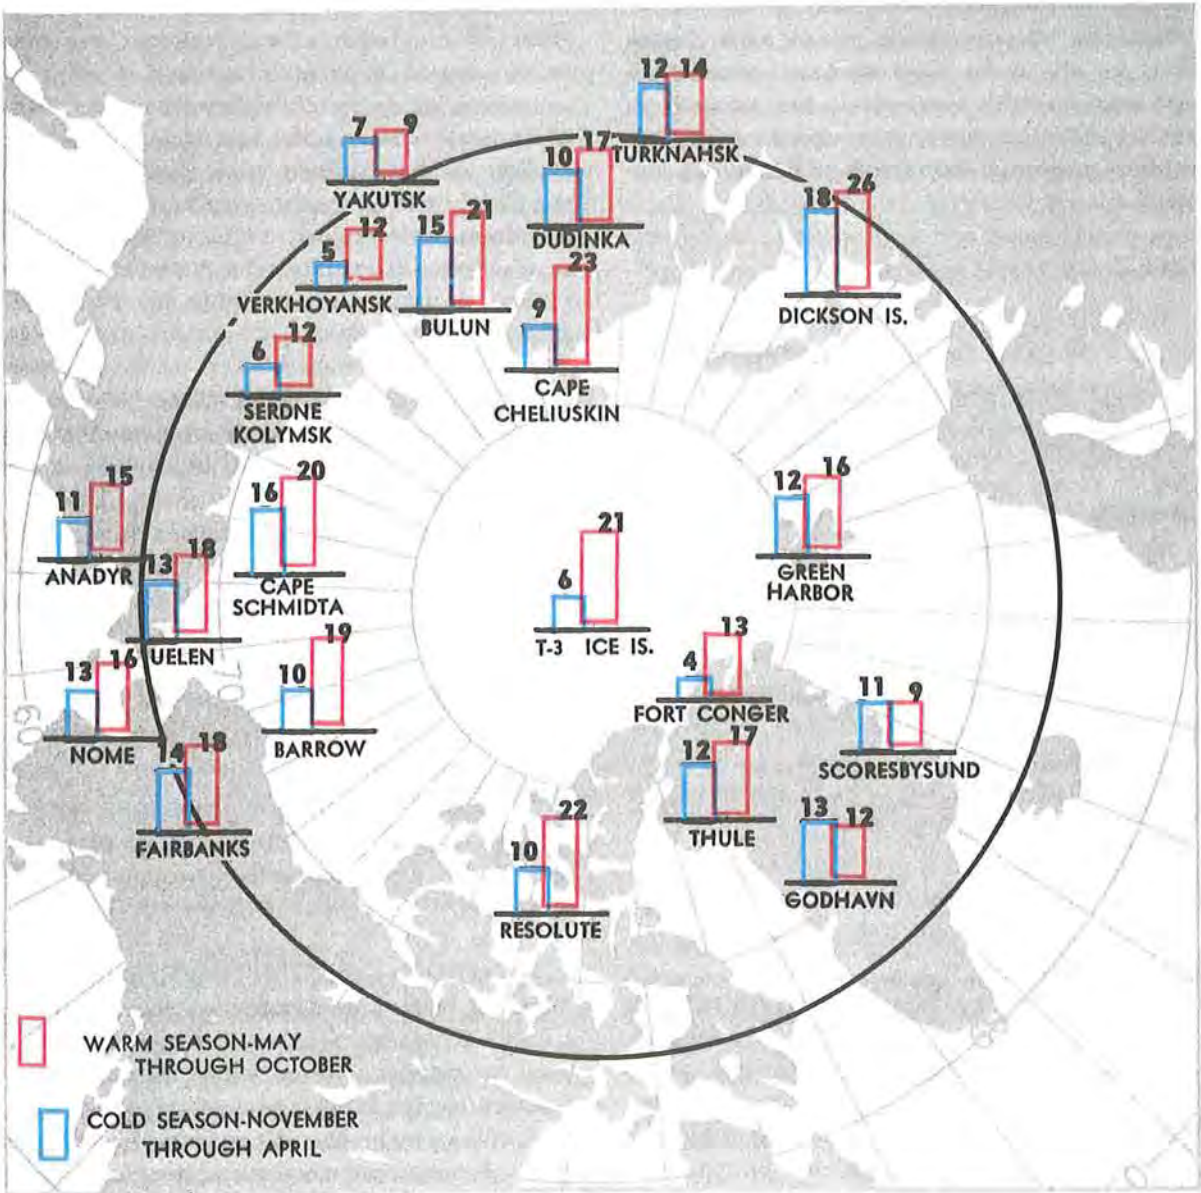 12 14
TURKNAHSK
7 9
YAKUTSK
10 17
DUDINKA
18 26
DICKSON IS.
5 12
VERKHOYANSK
15 21
BULUN
9 23
CAPE
CHELIUSKIN
6 12
SERDNE
KOLYMSK
11 15
ANADYR
16 20
CAPE
SCHMIDTA
12 16
GREEN
HARBOR
13 18
UELEN
6 21
T-3 ICE IS.
13 16
NOME
10 19
BARROW
4 13
FORT CONGER
11 9
SCORESBYSUND
14 18
FAIRBANKS
12 17
THULE
10 22
RESOLUTE
13 12
GODHAVN
60
70
WARM SEASON-MAY
THROUGH OCTOBER
COLD SEASON-NOVEMBER
THROUGH APRIL